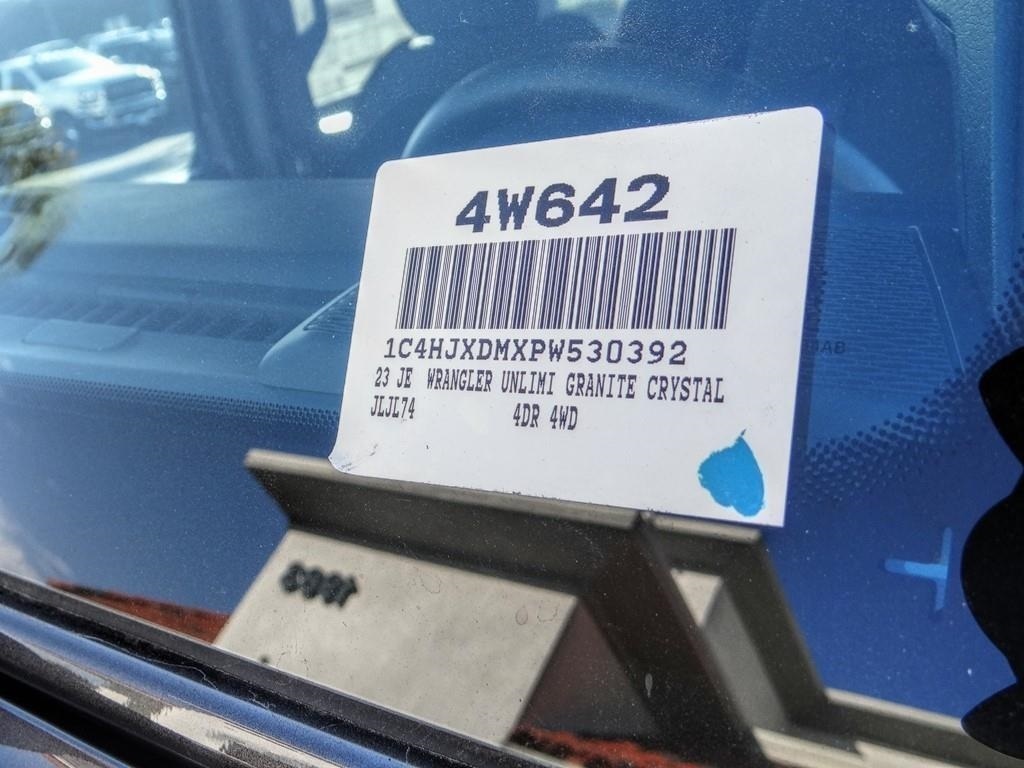 4W642
1C4HJXDMXPW530392
23 JE WRANGLER UNLIMI GRANITE CRYSTAL
JLJL74 4DR 4WD